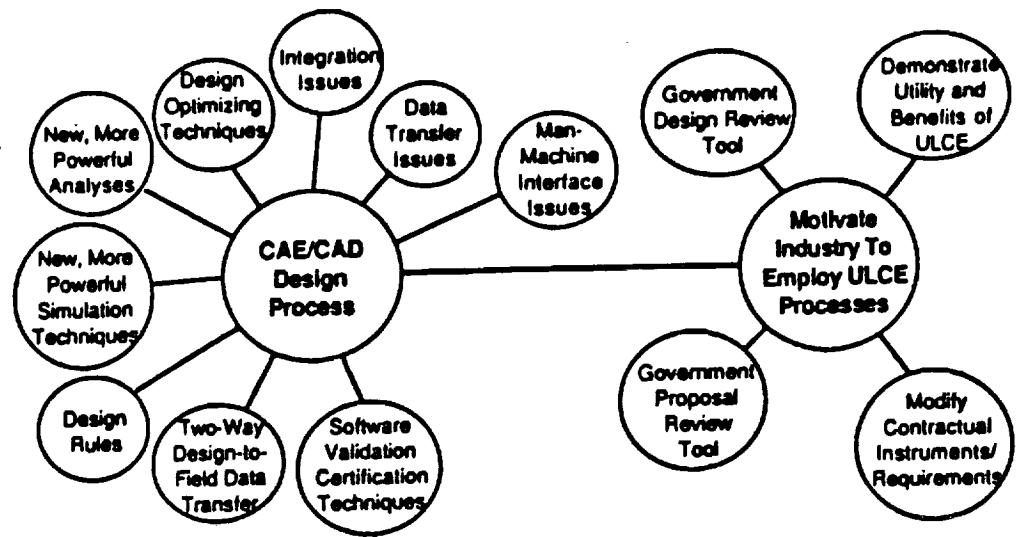 Integration
Issues
Design
Optimizing
Techniques
Data
Transfer
Issues
New, More
Powerful
Analyses
Man-
Machine
Interface
Issues
CAE/CAD
Design
Process
New, More
Powerful
Simulation
Techniques
Design
Rules
Two-Way
Design-to-
Field Data
Transfer
Software
Validation
Certification
Techniques
Government
Design Review
Tool
Demonstrate
Utility and
Benefits of
ULCE
Motivate
Industry To
Employ ULCE
Processes
Government
Proposal
Review
Tool
Modify
Contractual
Instruments/
Requirements